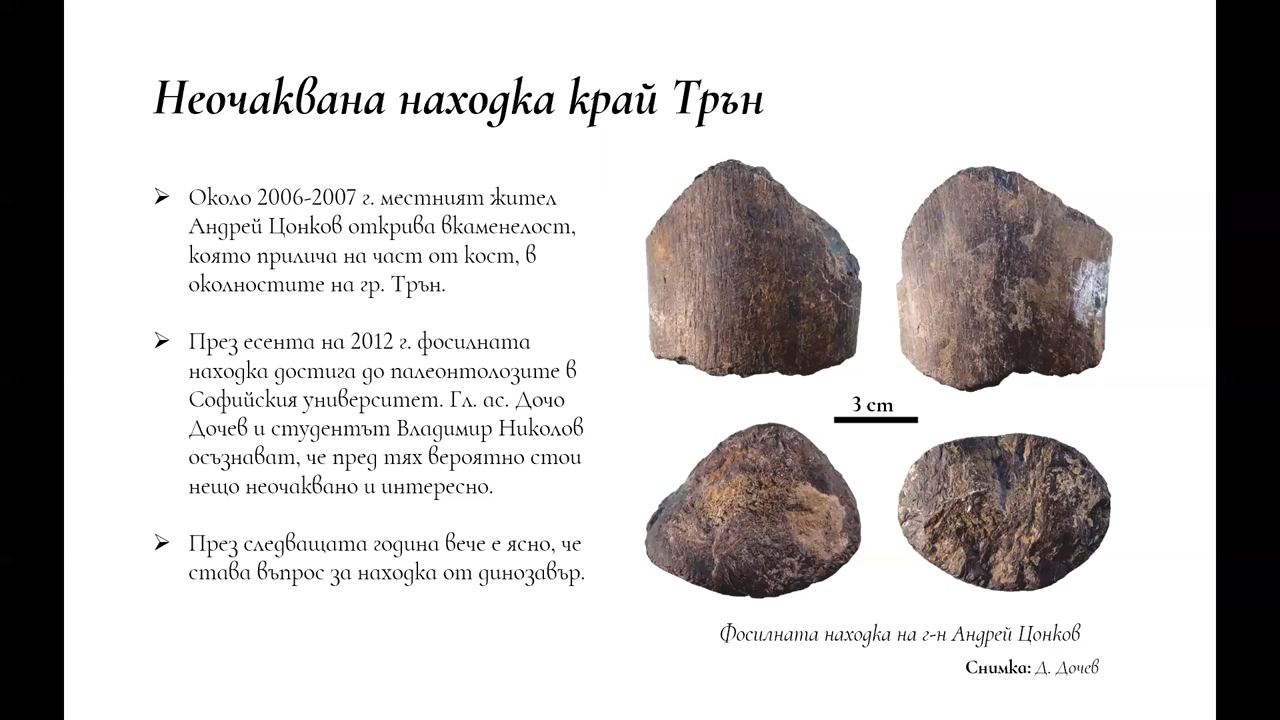 Неочаквана находка край Трън
➢ Около 2006-2007 г. местният жител
Андрей Цонков открива вкаменелост,
която прилича на част от кост, в
околностите на гр. Трън.
➢ През есента на 2012 г. фосилната
находка достига до палеонтолозите в
Софийския университет. Гл. ас. Дочо
Дочев и студентът Владимир Николов
осъзнават, че пред тях вероятно стои
нещо неочаквано и интересно.
➢ През следващата година вече е ясно, че
става въпрос за находка от динозавър.
3 cm
Фосилната находка на г-н Андрей Цонков
Снимка: Д. Дочев